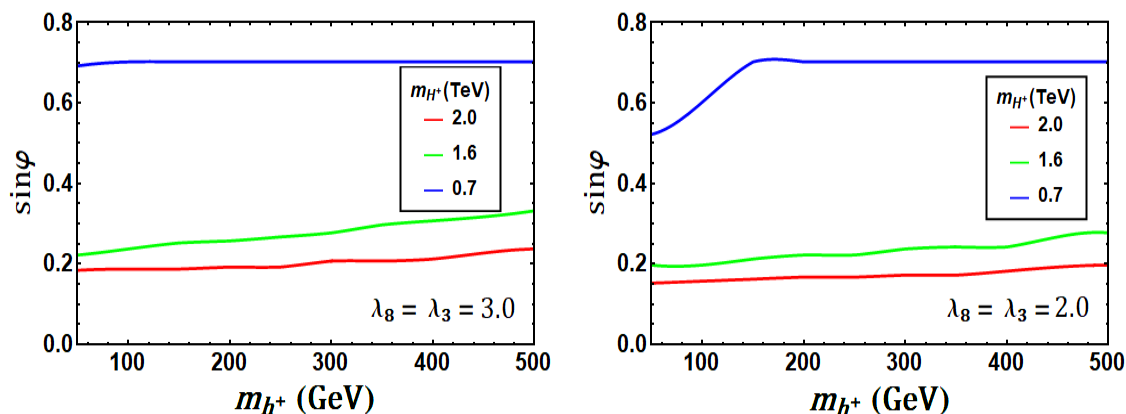 0.8
0.6
0.4
0.2
0.0
sinφ
m_{H⁺}(TeV)
2.0
1.6
0.7
λ₈ = λ₃ = 3.0
100 200 300 400 500
m_{h⁺} (GeV)
0.8
0.6
0.4
0.2
0.0
sinφ
m_{H⁺}(TeV)
2.0
1.6
0.7
λ₈ = λ₃ = 2.0
100 200 300 400 500
m_{h⁺} (GeV)